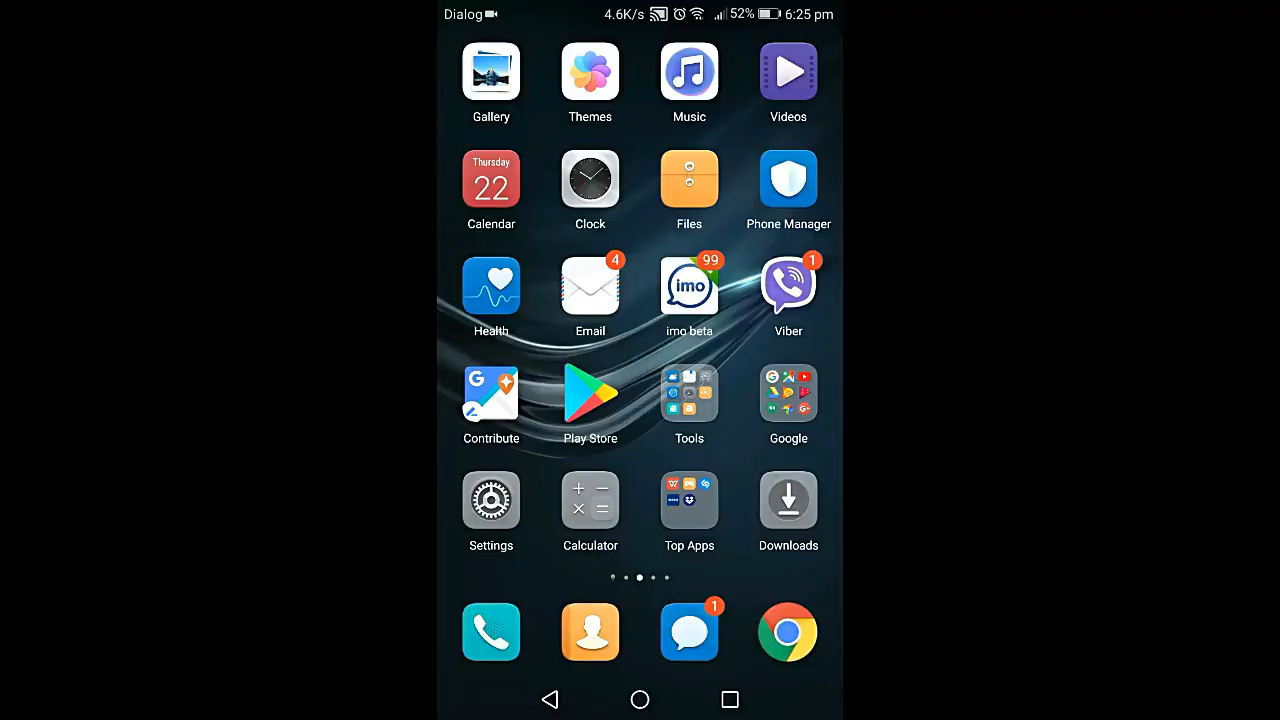 Dialog 4.6K/s 52% 6:25 pm
Gallery Themes Music Videos
Thursday
22
Calendar Clock Files Phone Manager
4 99 1
imo
Health Email imo beta Viber
G
Contribute Play Store Tools Google
Settings Calculator Top Apps Downloads
1